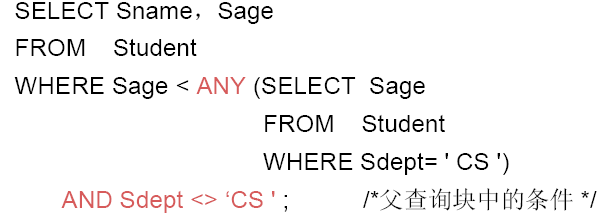 SELECT Sname，Sage
FROM Student
WHERE Sage < ANY (SELECT Sage
FROM Student
WHERE Sdept= ' CS ')
AND Sdept <> ‘CS ' ; /*父查询块中的条件 */